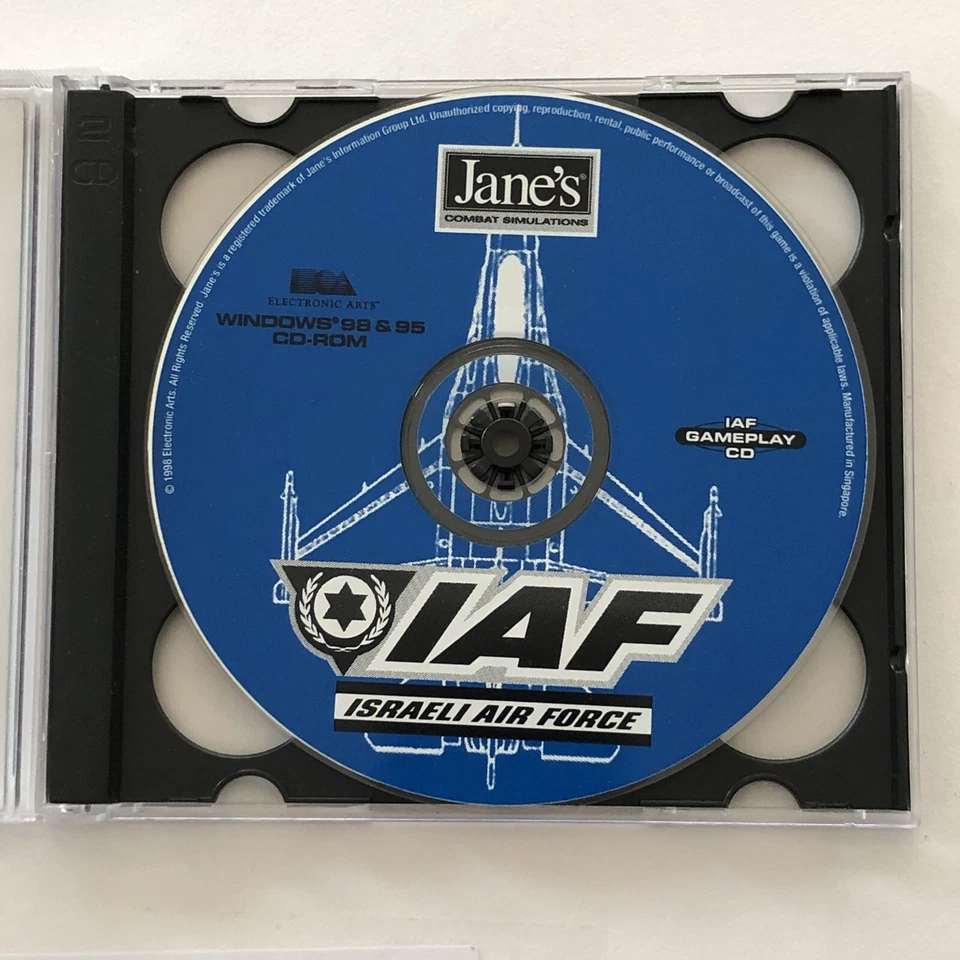 © 1998 Electronic Arts. All Rights Reserved Jane's is a registered trademark of Jane's Information Group Ltd. Unauthorized copying, reproduction, rental, public performance or broadcast of this game is a violation of applicable laws. Manufactured in Singapore.
Jane's®
COMBAT SIMULATIONS
ELECTRONIC ARTS™
WINDOWS® 98 & 95
CD-ROM
IAF
GAMEPLAY
CD
IAF
ISRAELI AIR FORCE